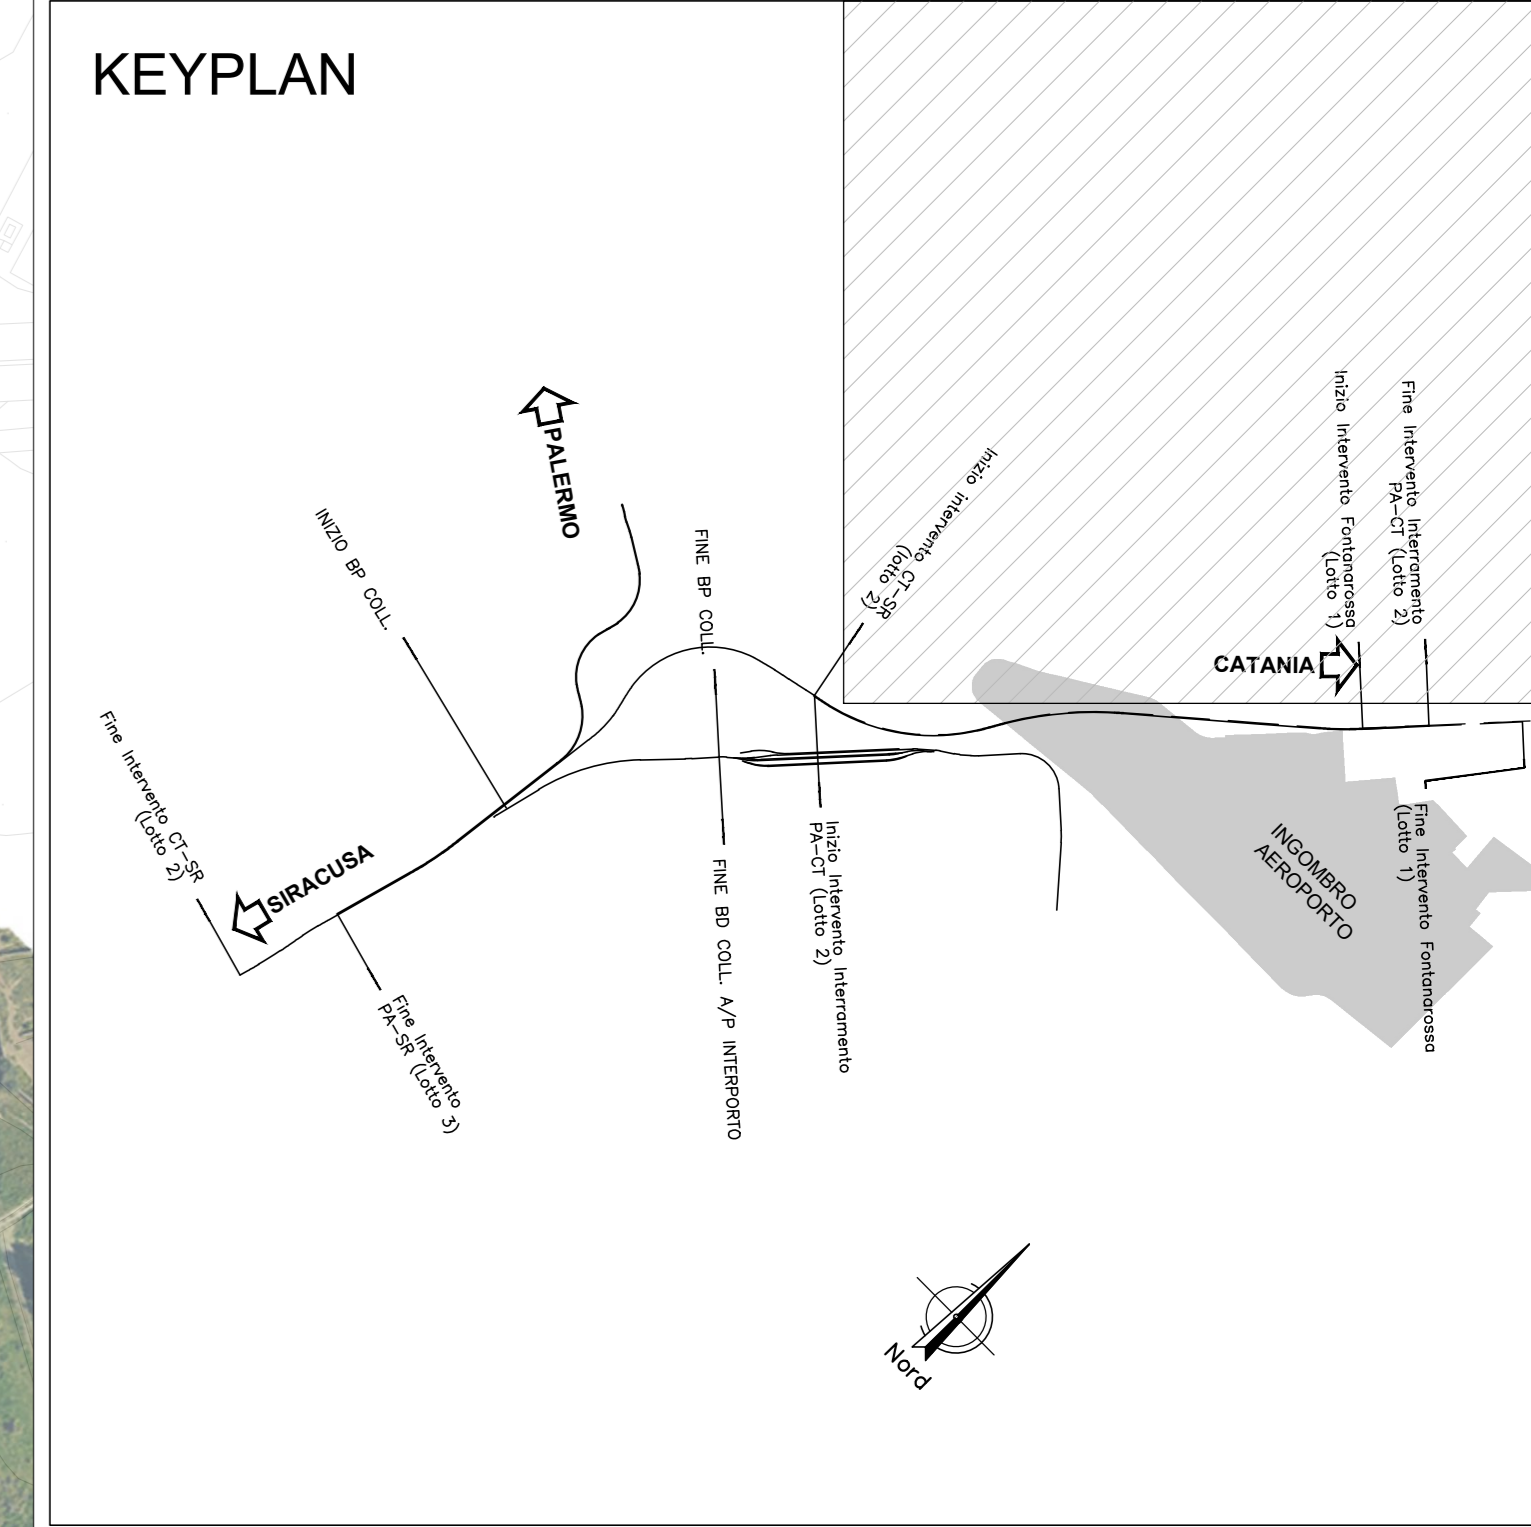 KEYPLAN
PALERMO
INIZIO BP COLL.
FINE BP COLL.
Inizio intervento CT-SR
(lotto 2)
Inizio Intervento Fontanarossa
(Lotto 1)
Fine Intervento Interramento
PA-CT (Lotto 2)
CATANIA
Fine Intervento CT-SR
(Lotto 2)
SIRACUSA
Fine Intervento
PA-SR (Lotto 3)
FINE BD COLL. A/P INTERPORTO
Inizio Intervento Interramento
PA-CT (Lotto 2)
INGOMBRO
AEROPORTO
Fine Intervento Fontanarossa
(Lotto 1)
Nord